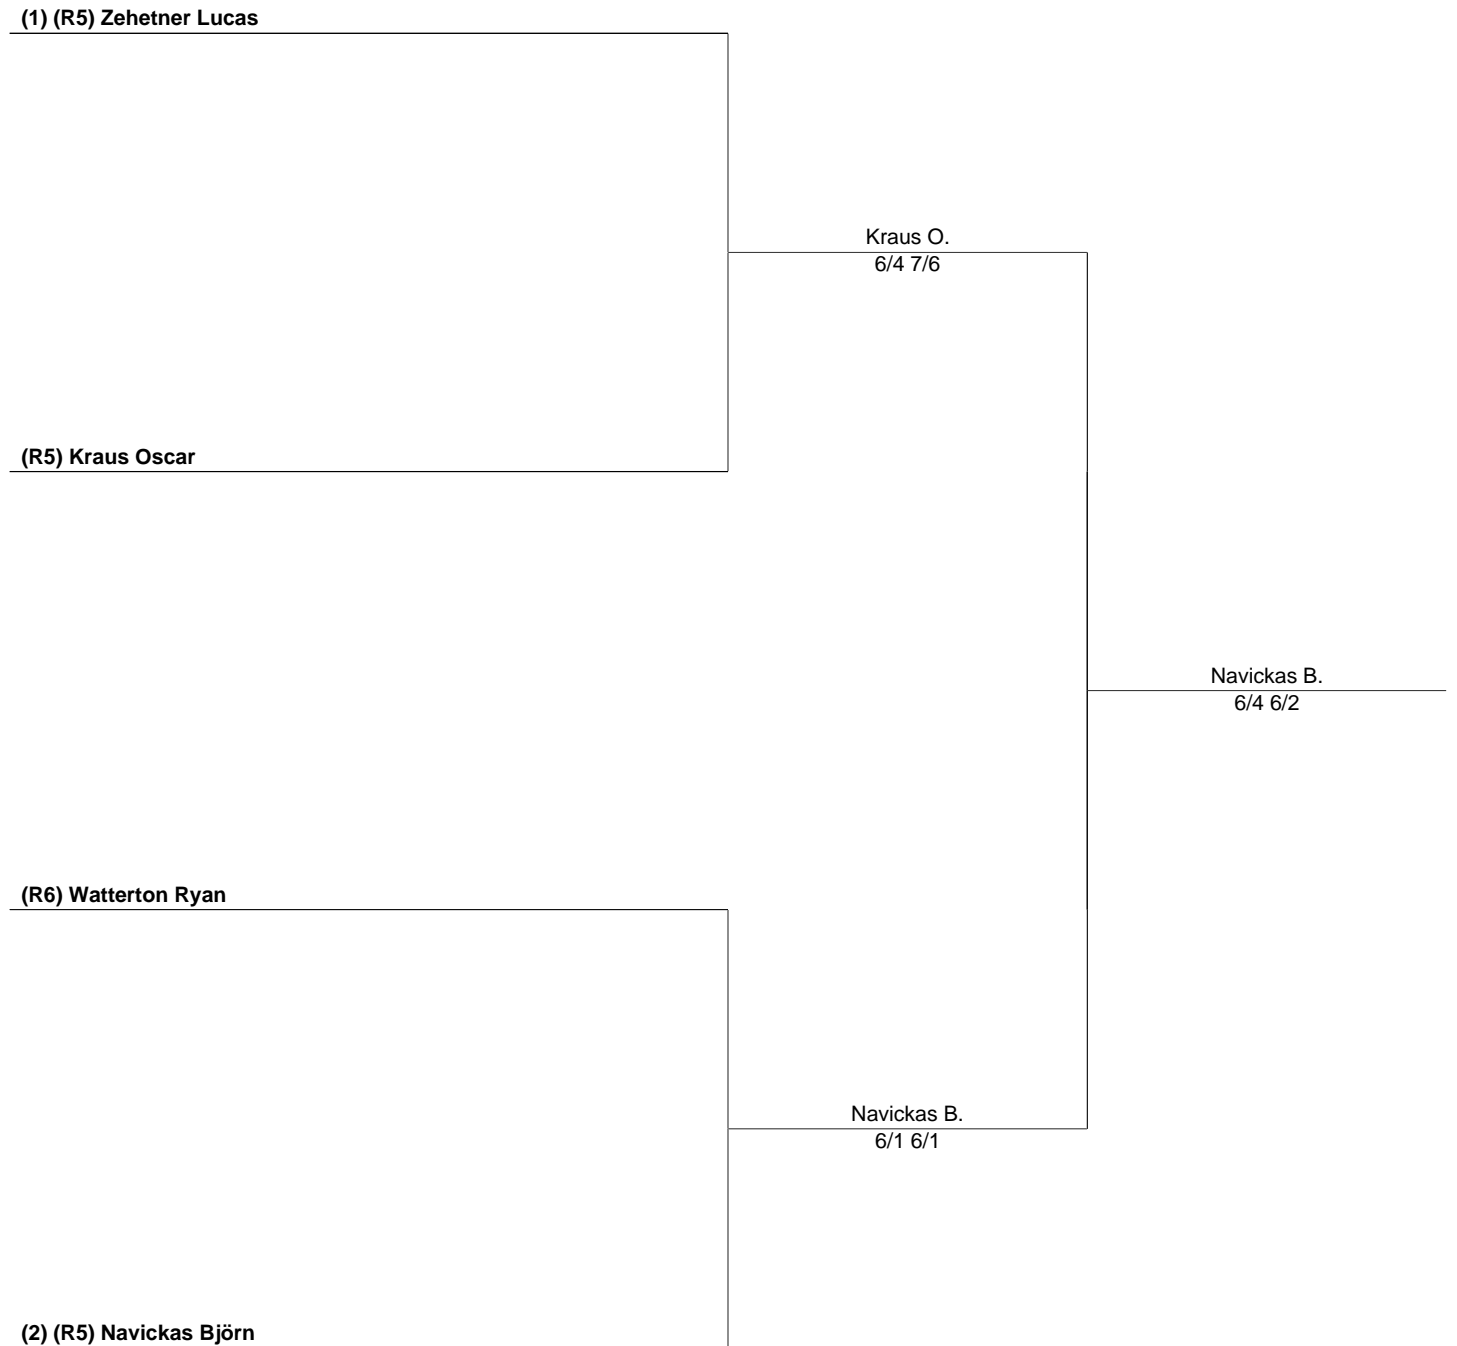 (1) (R5) Zehetner Lucas
Kraus O.
6/4 7/6
(R5) Kraus Oscar
Navickas B.
6/4 6/2
(R6) Watterton Ryan
Navickas B.
6/1 6/1
(2) (R5) Navickas Björn